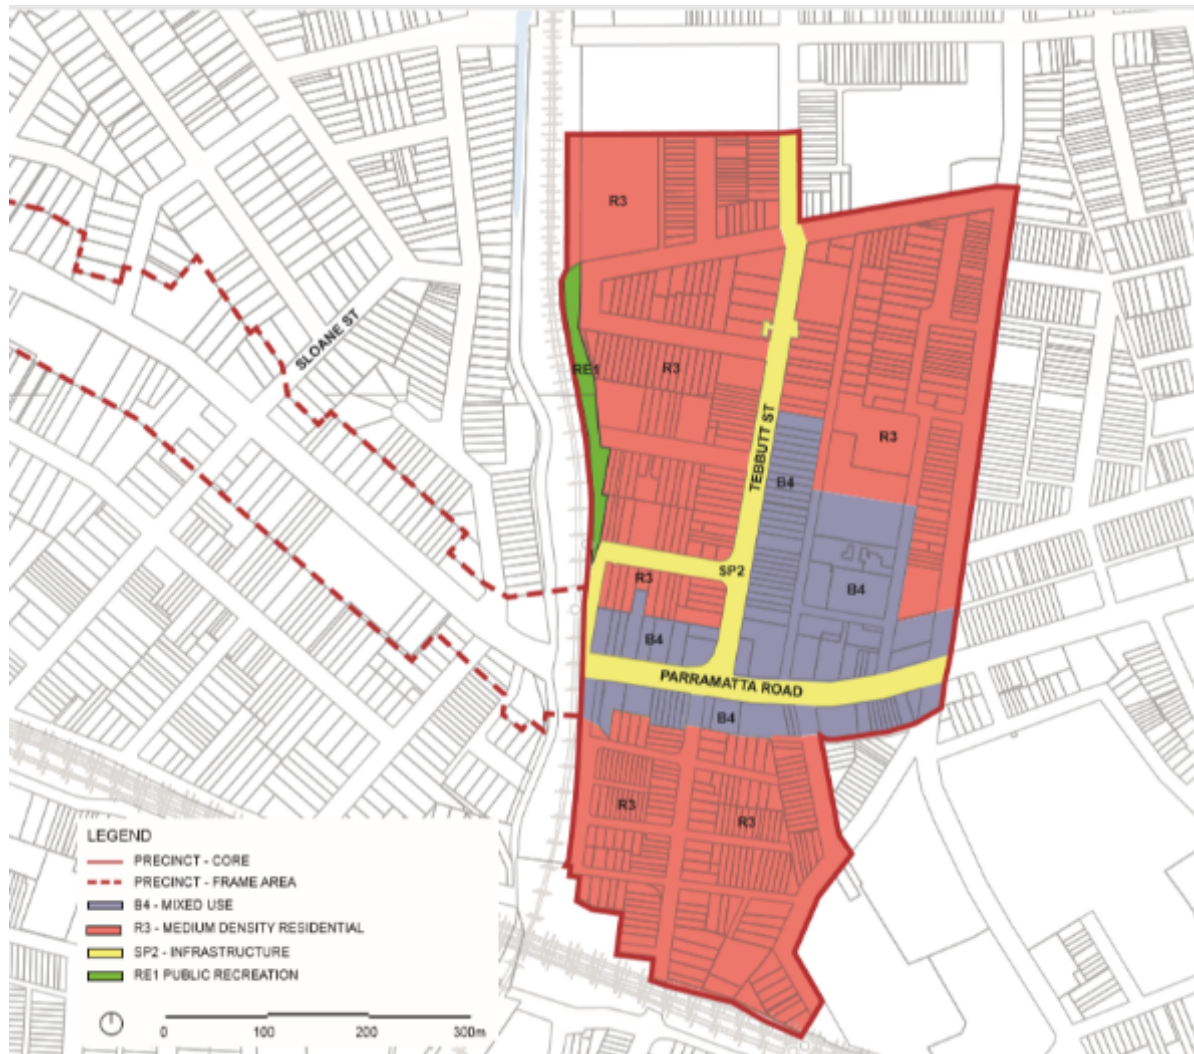 R3
SLOANE ST
RE1
R3
TEBBUTT ST
R3
B4
SP2
R3
B4
B4
PARRAMATTA ROAD
B4
R3
R3
LEGEND
PRECINCT - CORE
PRECINCT - FRAME AREA
B4 - MIXED USE
R3 - MEDIUM DENSITY RESIDENTIAL
SP2 - INFRASTRUCTURE
RE1 PUBLIC RECREATION
0 100 200 300m